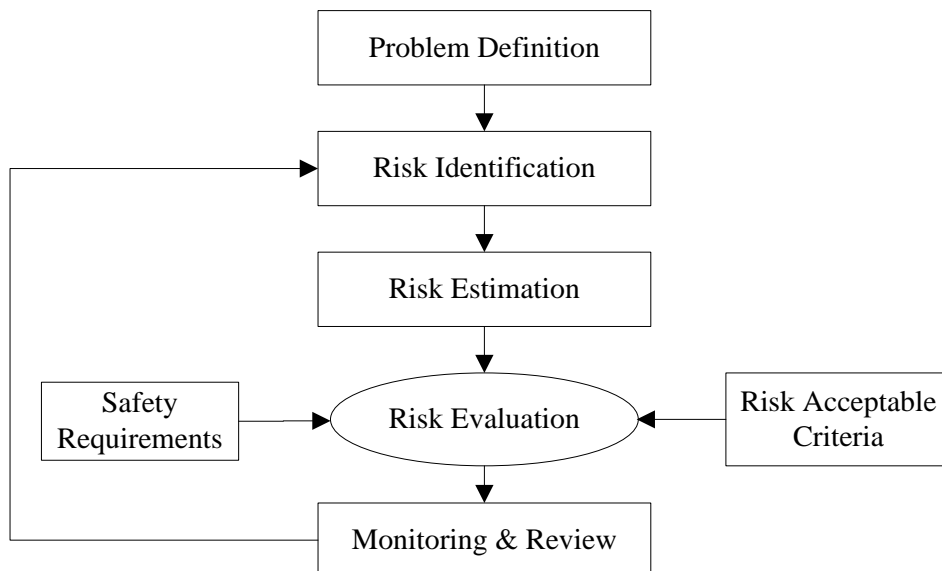 Problem Definition
Risk Identification
Risk Estimation
Safety
Requirements
Risk Evaluation
Risk Acceptable
Criteria
Monitoring & Review